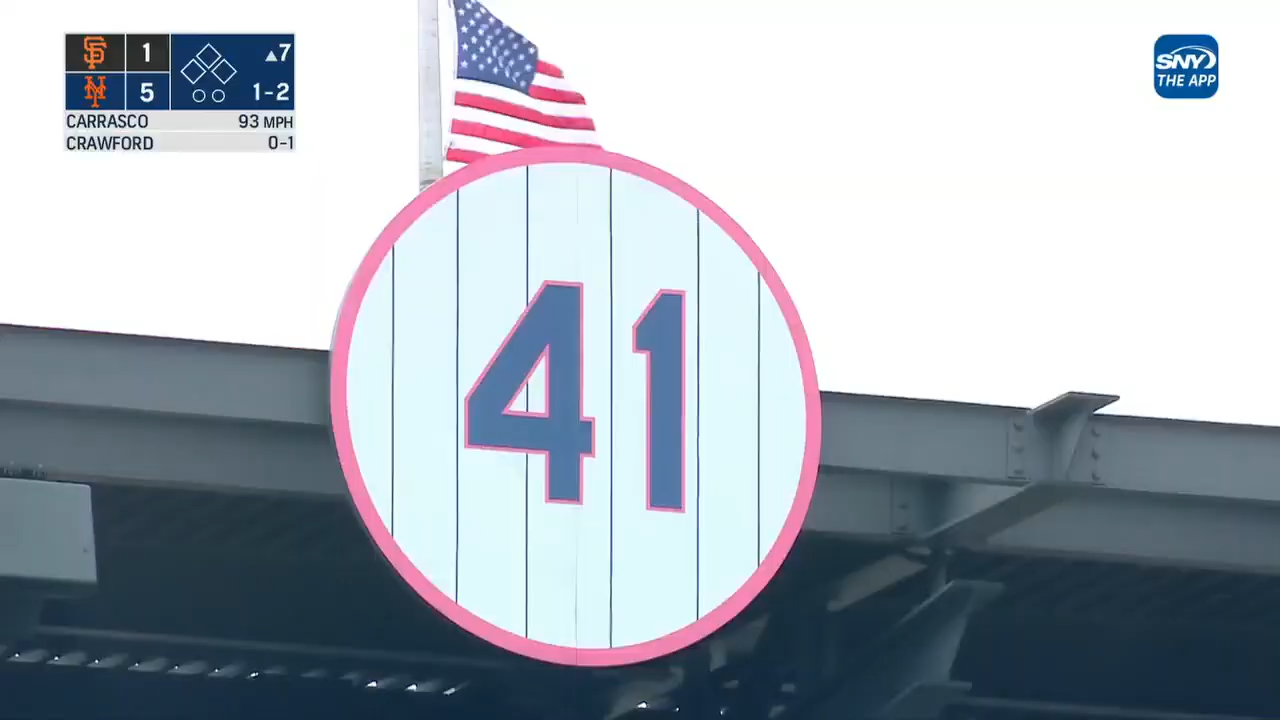 SF 1 ▲7
NY 5 1-2
CARRASCO 93 MPH
CRAWFORD 0-1
SNY
THE APP
41